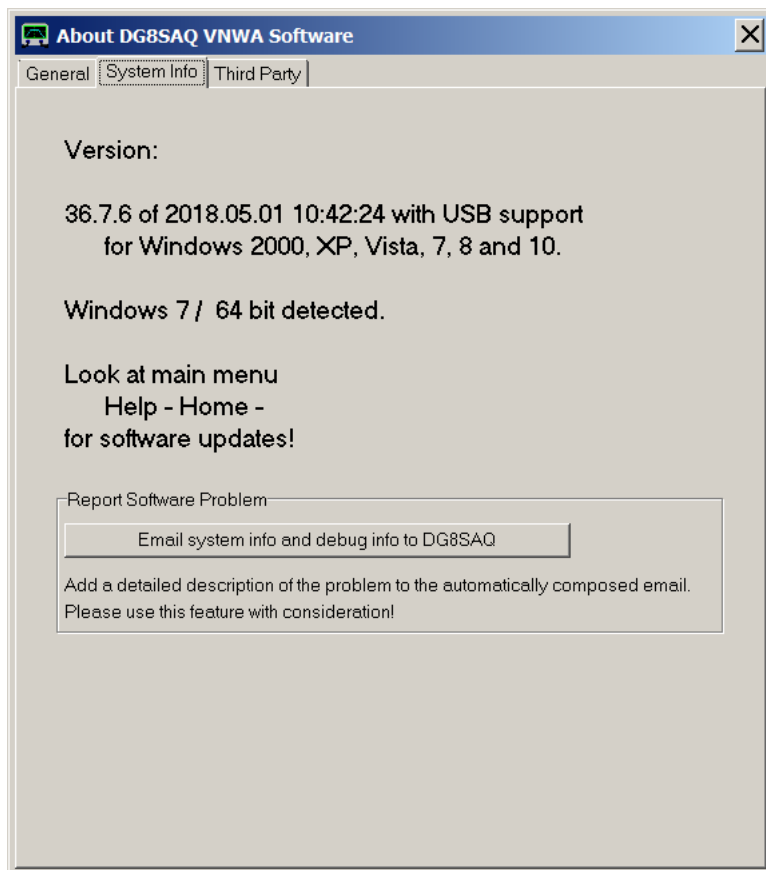 About DG8SAQ VNWA Software
General System Info Third Party
Version:
36.7.6 of 2018.05.01 10:42:24 with USB support
for Windows 2000, XP, Vista, 7, 8 and 10.
Windows 7 / 64 bit detected.
Look at main menu
Help - Home -
for software updates!
Report Software Problem
Email system info and debug info to DG8SAQ
Add a detailed description of the problem to the automatically composed email.
Please use this feature with consideration!